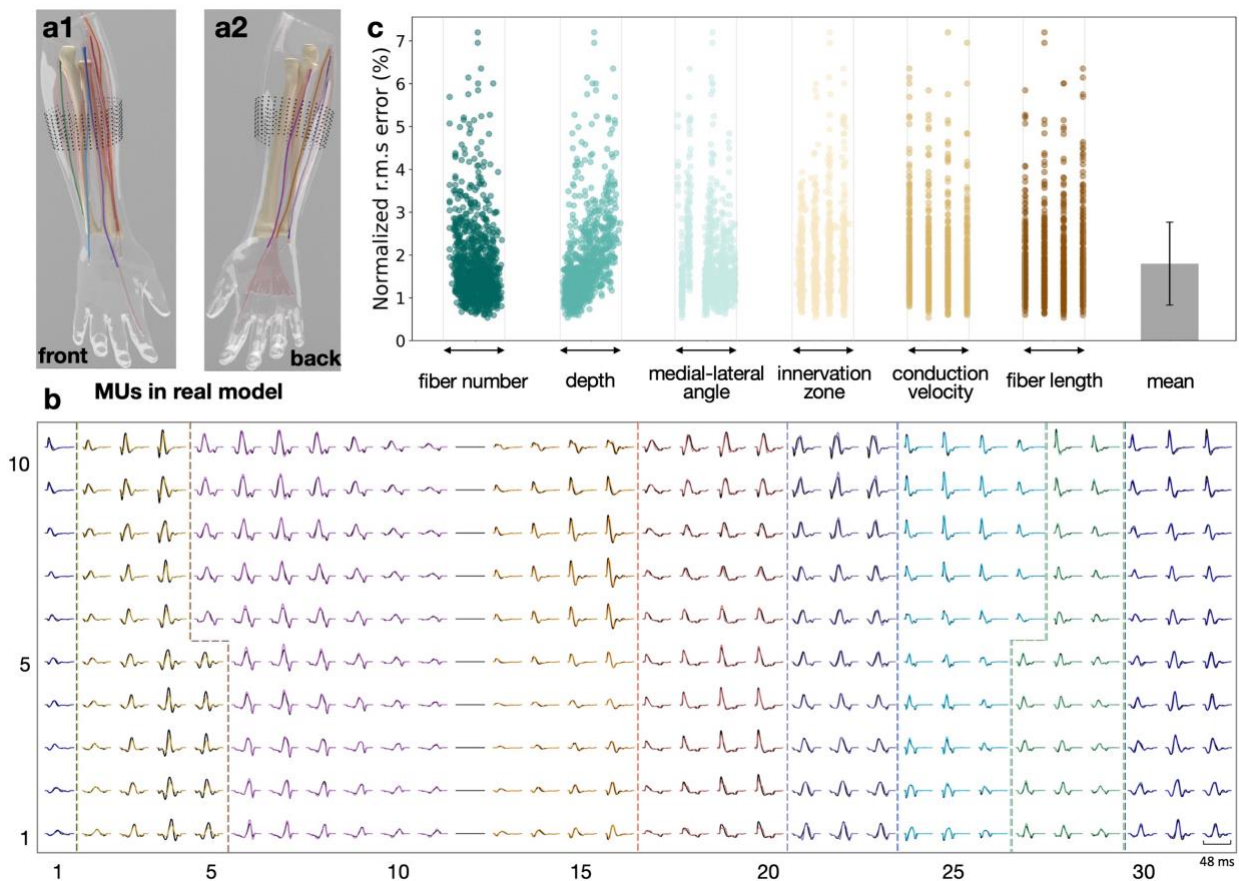 a1
a2
c
front
back
MUs in real model
Normalized r.m.s error (%)
7
6
5
4
3
2
1
0
fiber number
depth
medial-lateral
angle
innervation
zone
conduction
velocity
fiber length
mean
b
10
5
1
1
5
10
15
20
25
30
48 ms